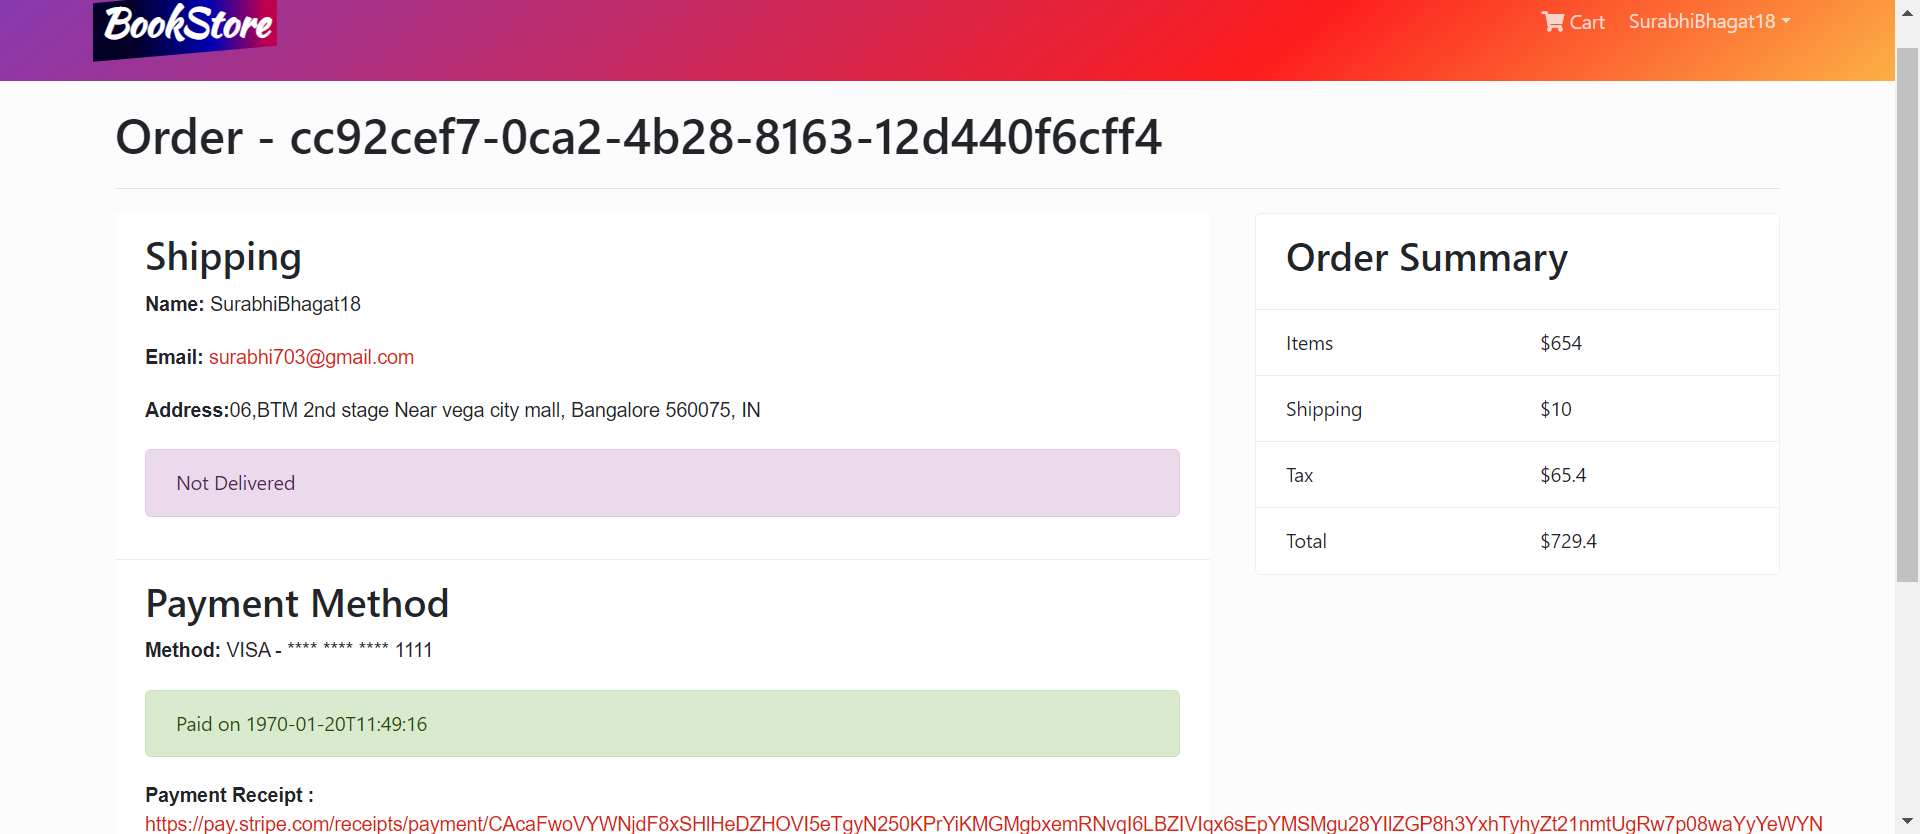 BookStore
Cart
SurabhiBhagat18
Order - cc92cef7-0ca2-4b28-8163-12d440f6cff4
Shipping
Name: SurabhiBhagat18
Email: surabhi703@gmail.com
Address:06,BTM 2nd stage Near vega city mall, Bangalore 560075, IN
Not Delivered
Payment Method
Method: VISA - **** **** **** 1111
Paid on 1970-01-20T11:49:16
Payment Receipt :
https://pay.stripe.com/receipts/payment/CAcaFwoVYWNjdF8xSHlHeDZHOVI5eTgyN250KPrYiKMGMgbxemRNvqI6LBZIVIqx6sEpYMSMgu28YIlZGP8h3YxhTyhyZt21nmtUgRw7p08waYyYeWYN
Order Summary
Items $654
Shipping $10
Tax $65.4
Total $729.4